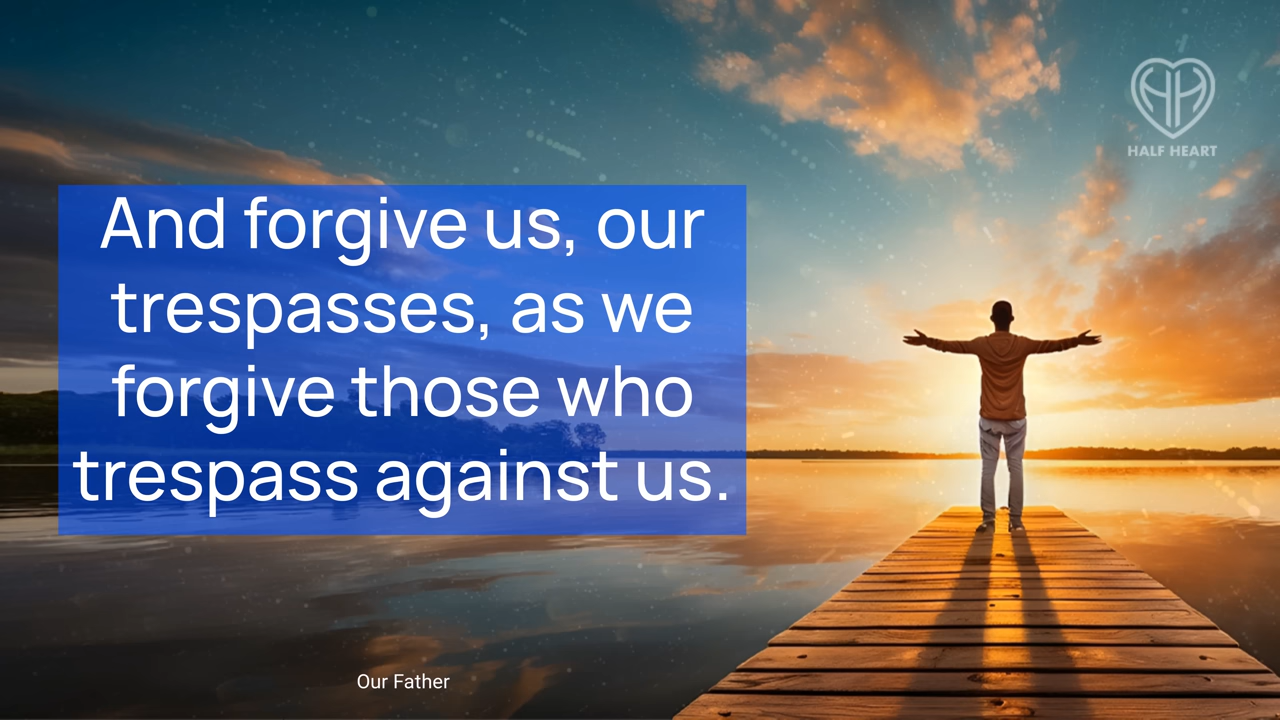 HALF HEART
And forgive us, our
trespasses, as we
forgive those who
trespass against us.
Our Father